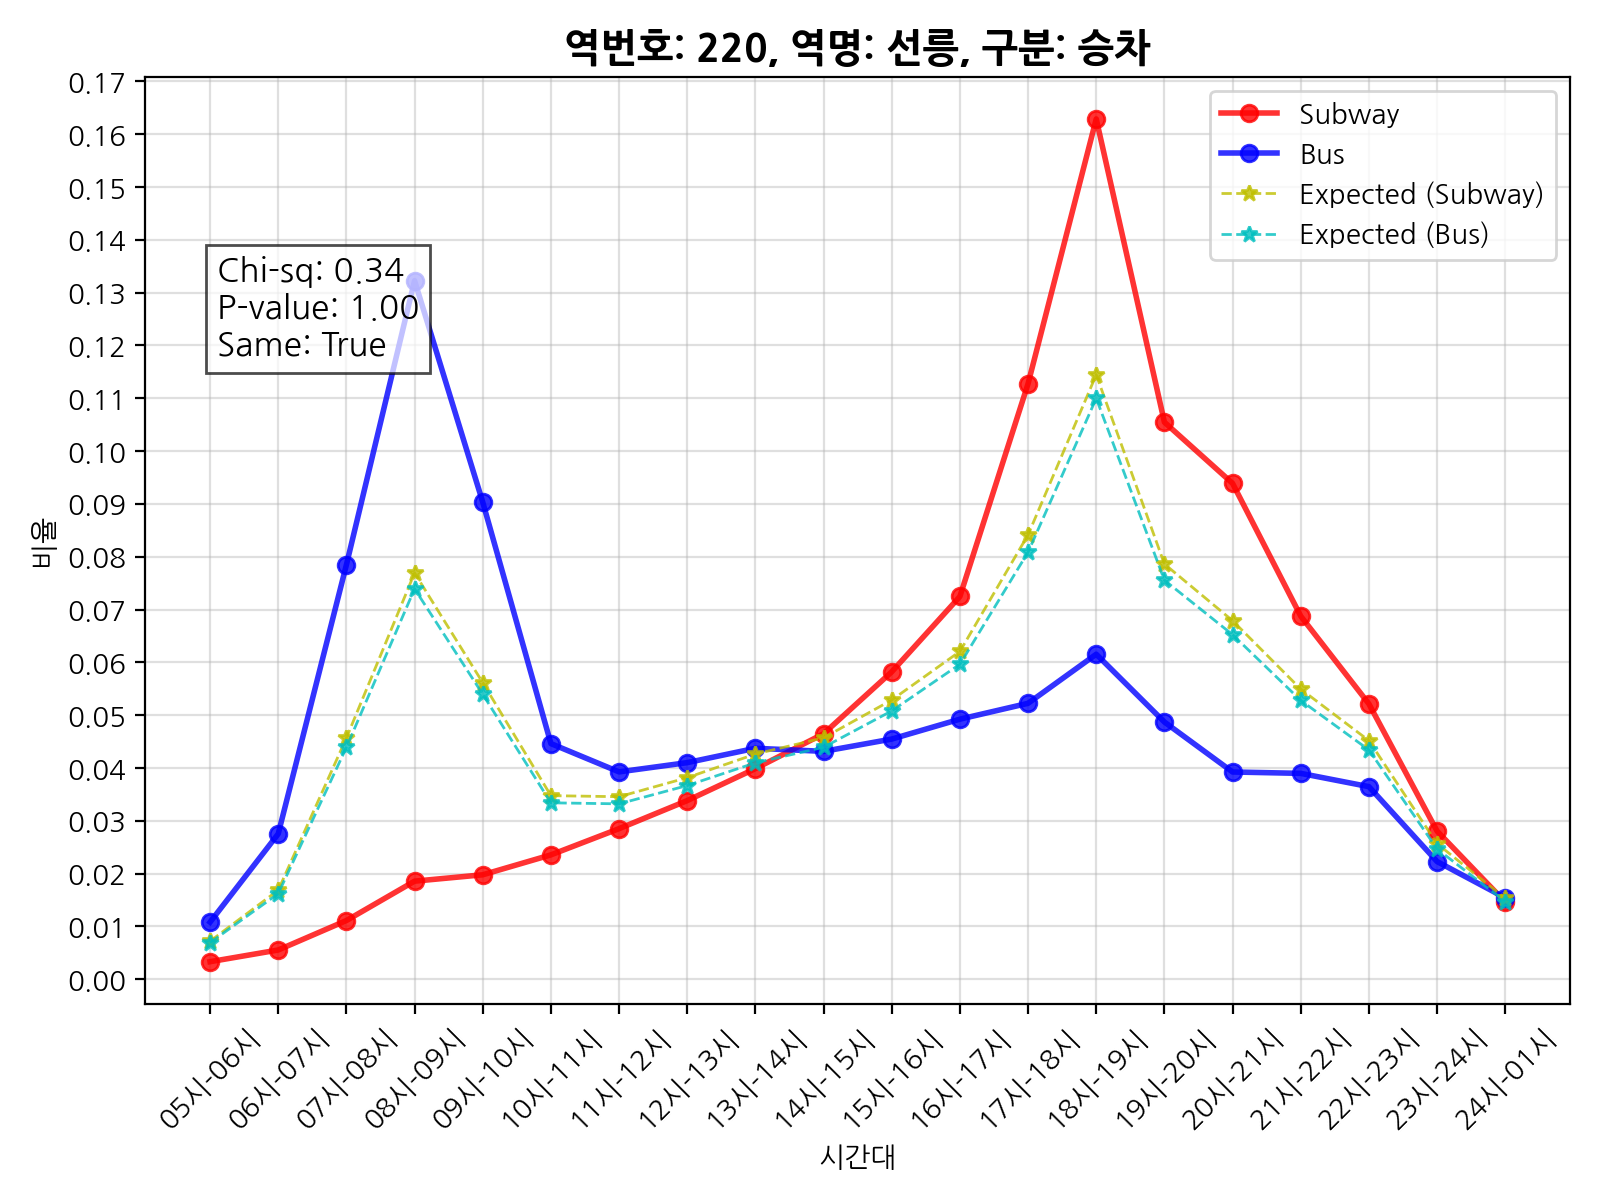 역번호: 220, 역명: 선릉, 구분: 승차
0.17
0.16
0.15
0.14
0.13
0.12
0.11
0.10
0.09
0.08
0.07
0.06
0.05
0.04
0.03
0.02
0.01
0.00
비율
Subway
Bus
Expected (Subway)
Expected (Bus)
Chi-sq: 0.34
P-value: 1.00
Same: True
05시-06시
06시-07시
07시-08시
08시-09시
09시-10시
10시-11시
11시-12시
12시-13시
13시-14시
14시-15시
15시-16시
16시-17시
17시-18시
18시-19시
19시-20시
20시-21시
21시-22시
22시-23시
23시-24시
24시-01시
시간대